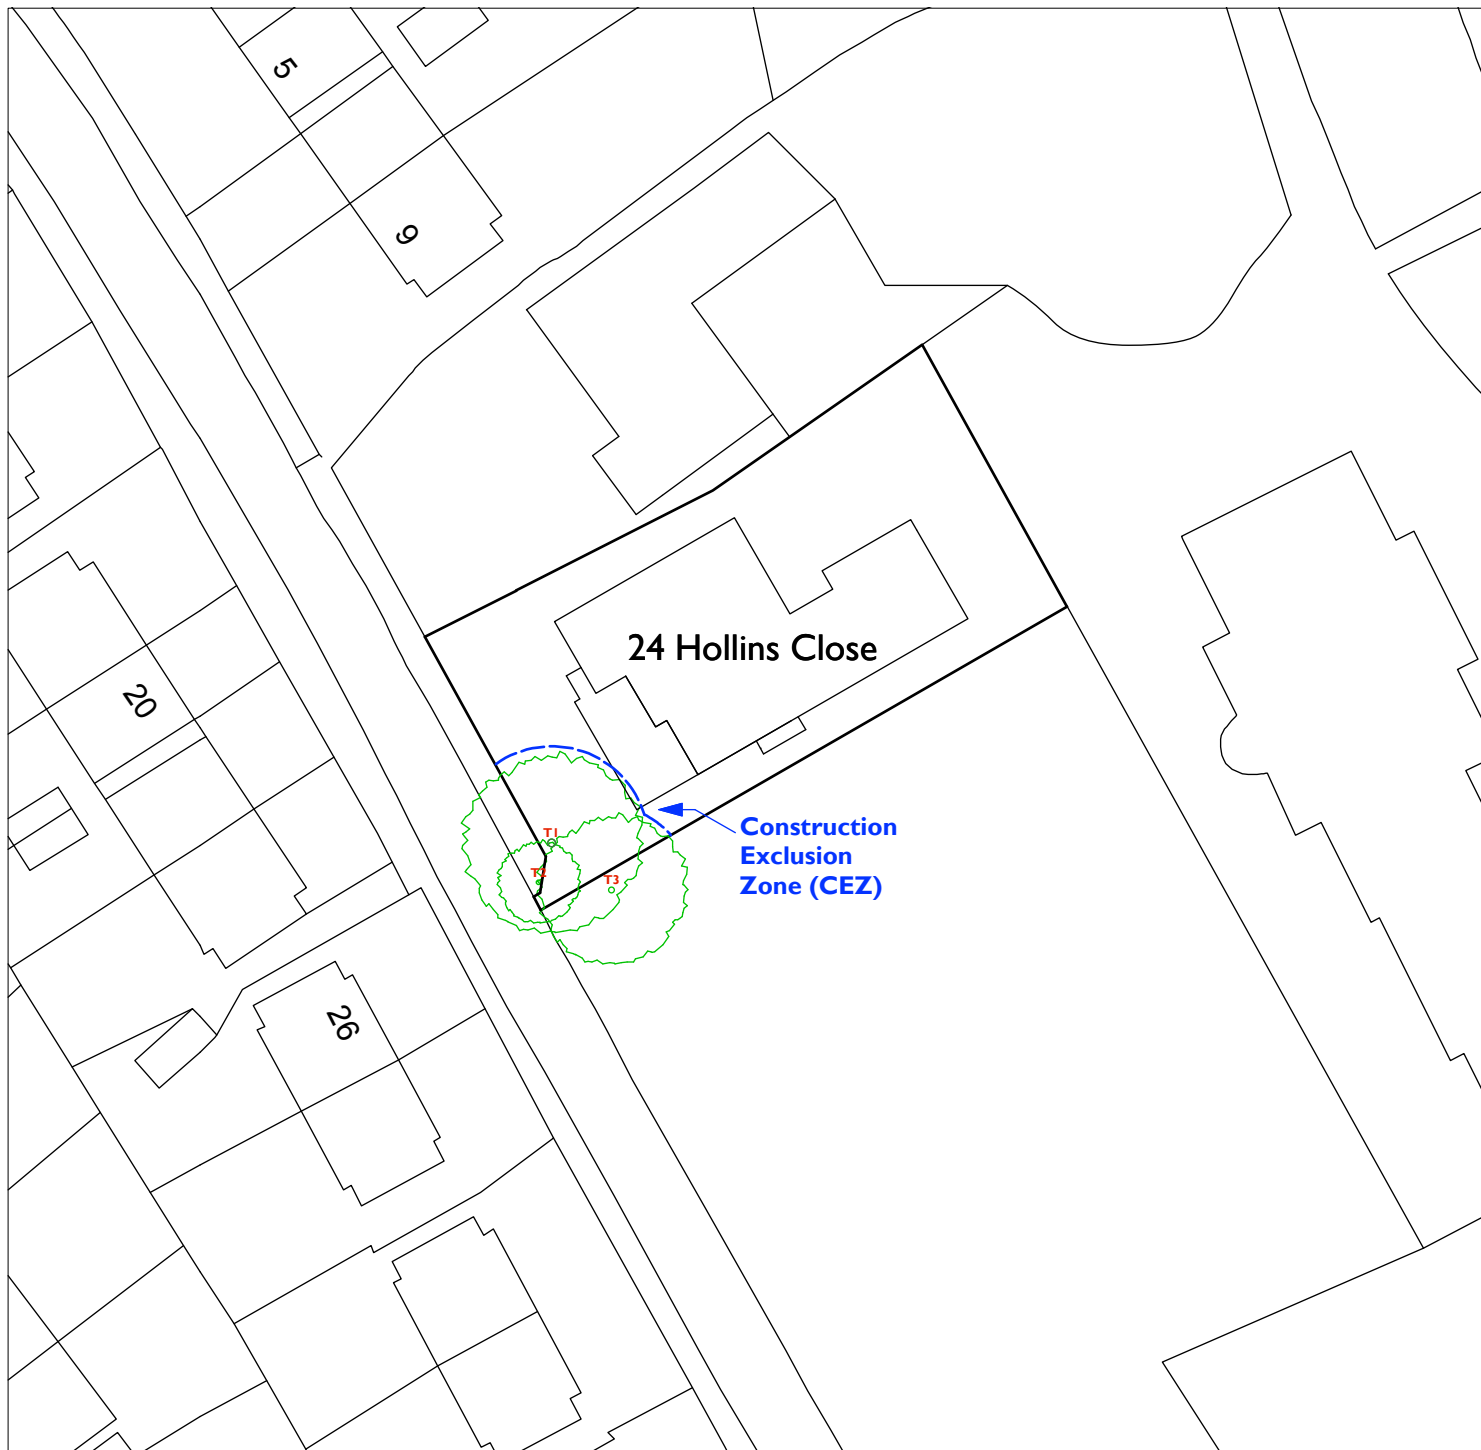 5
9
24 Hollins Close
20
T1
Construction
Exclusion
Zone (CEZ)
T2
T3
26